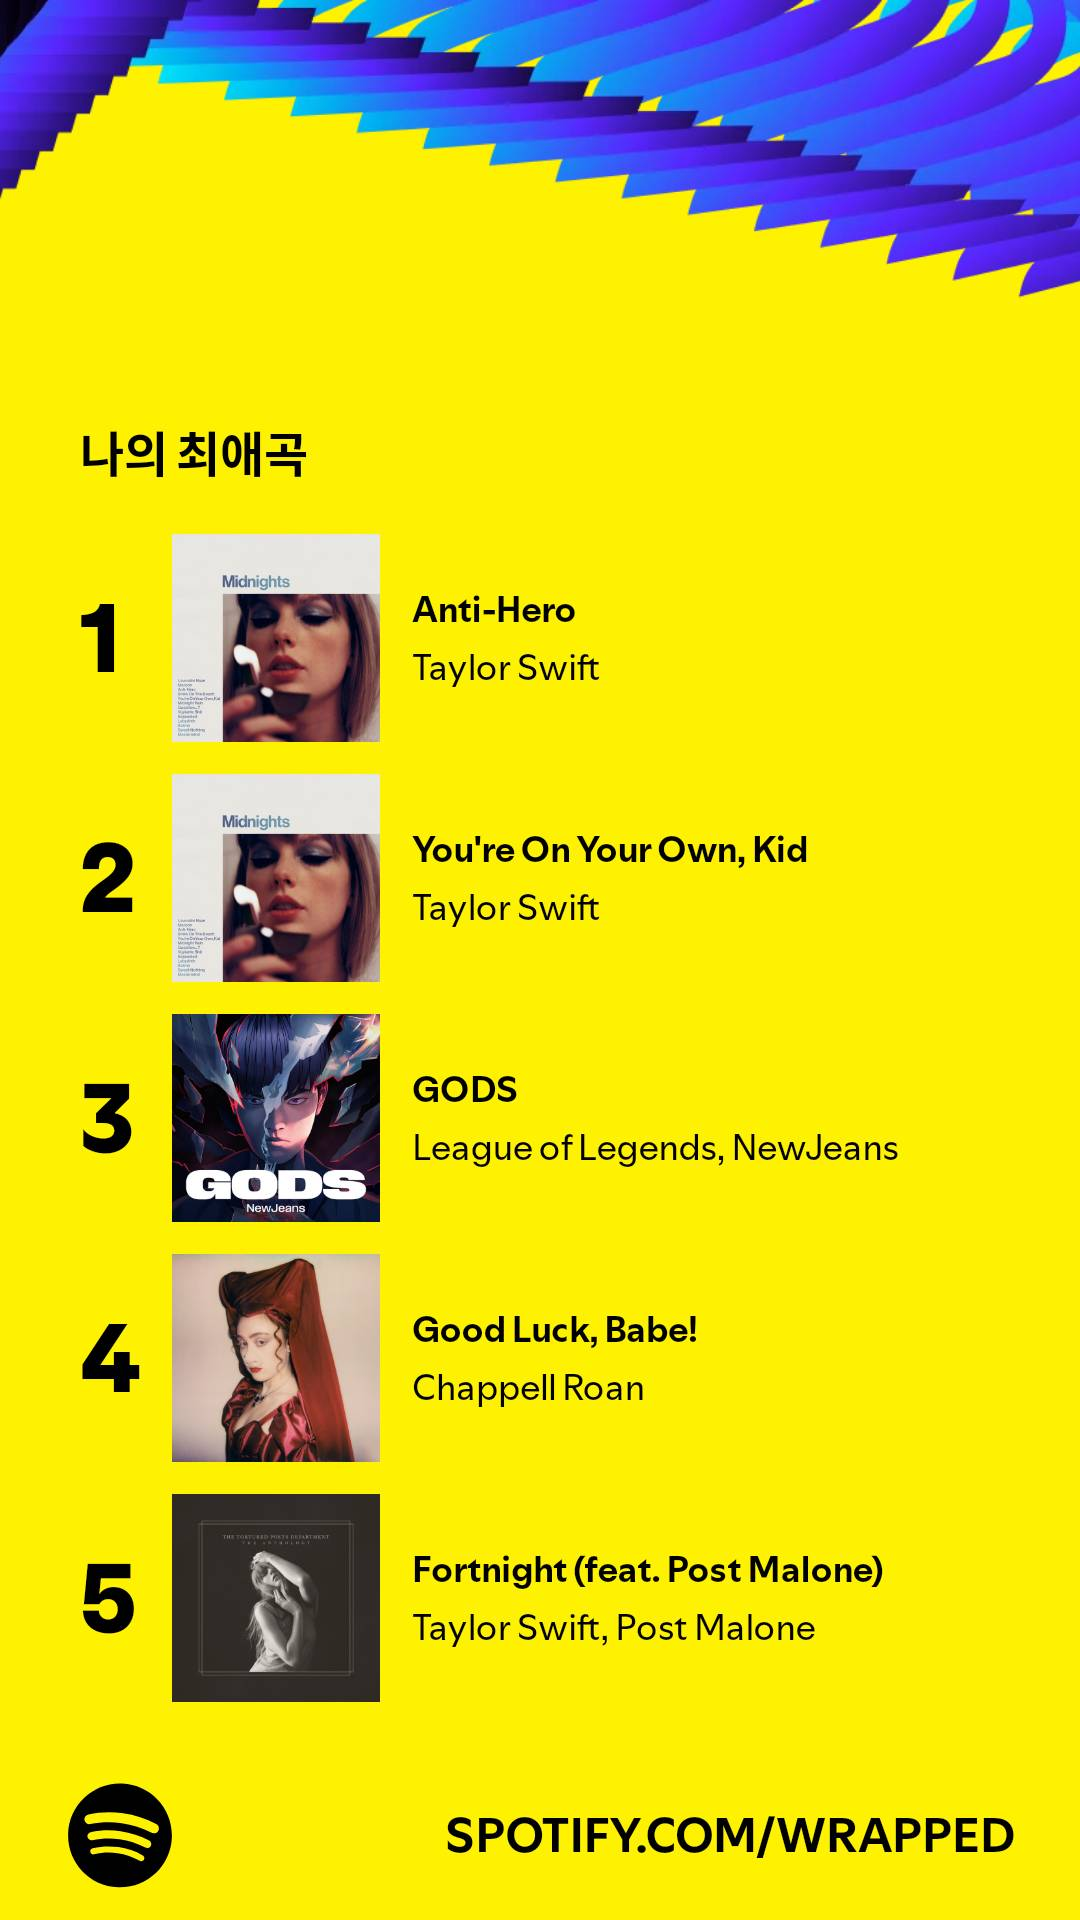 나의 최애곡
1
Midnights
Anti-Hero
Taylor Swift
2
Midnights
You're On Your Own, Kid
Taylor Swift
3
GODS
NewJeans
GODS
League of Legends, NewJeans
4
Good Luck, Babe!
Chappell Roan
5
THE TORTURED POETS DEPARTMENT
THE ANTHOLOGY
Fortnight (feat. Post Malone)
Taylor Swift, Post Malone
SPOTIFY.COM/WRAPPED